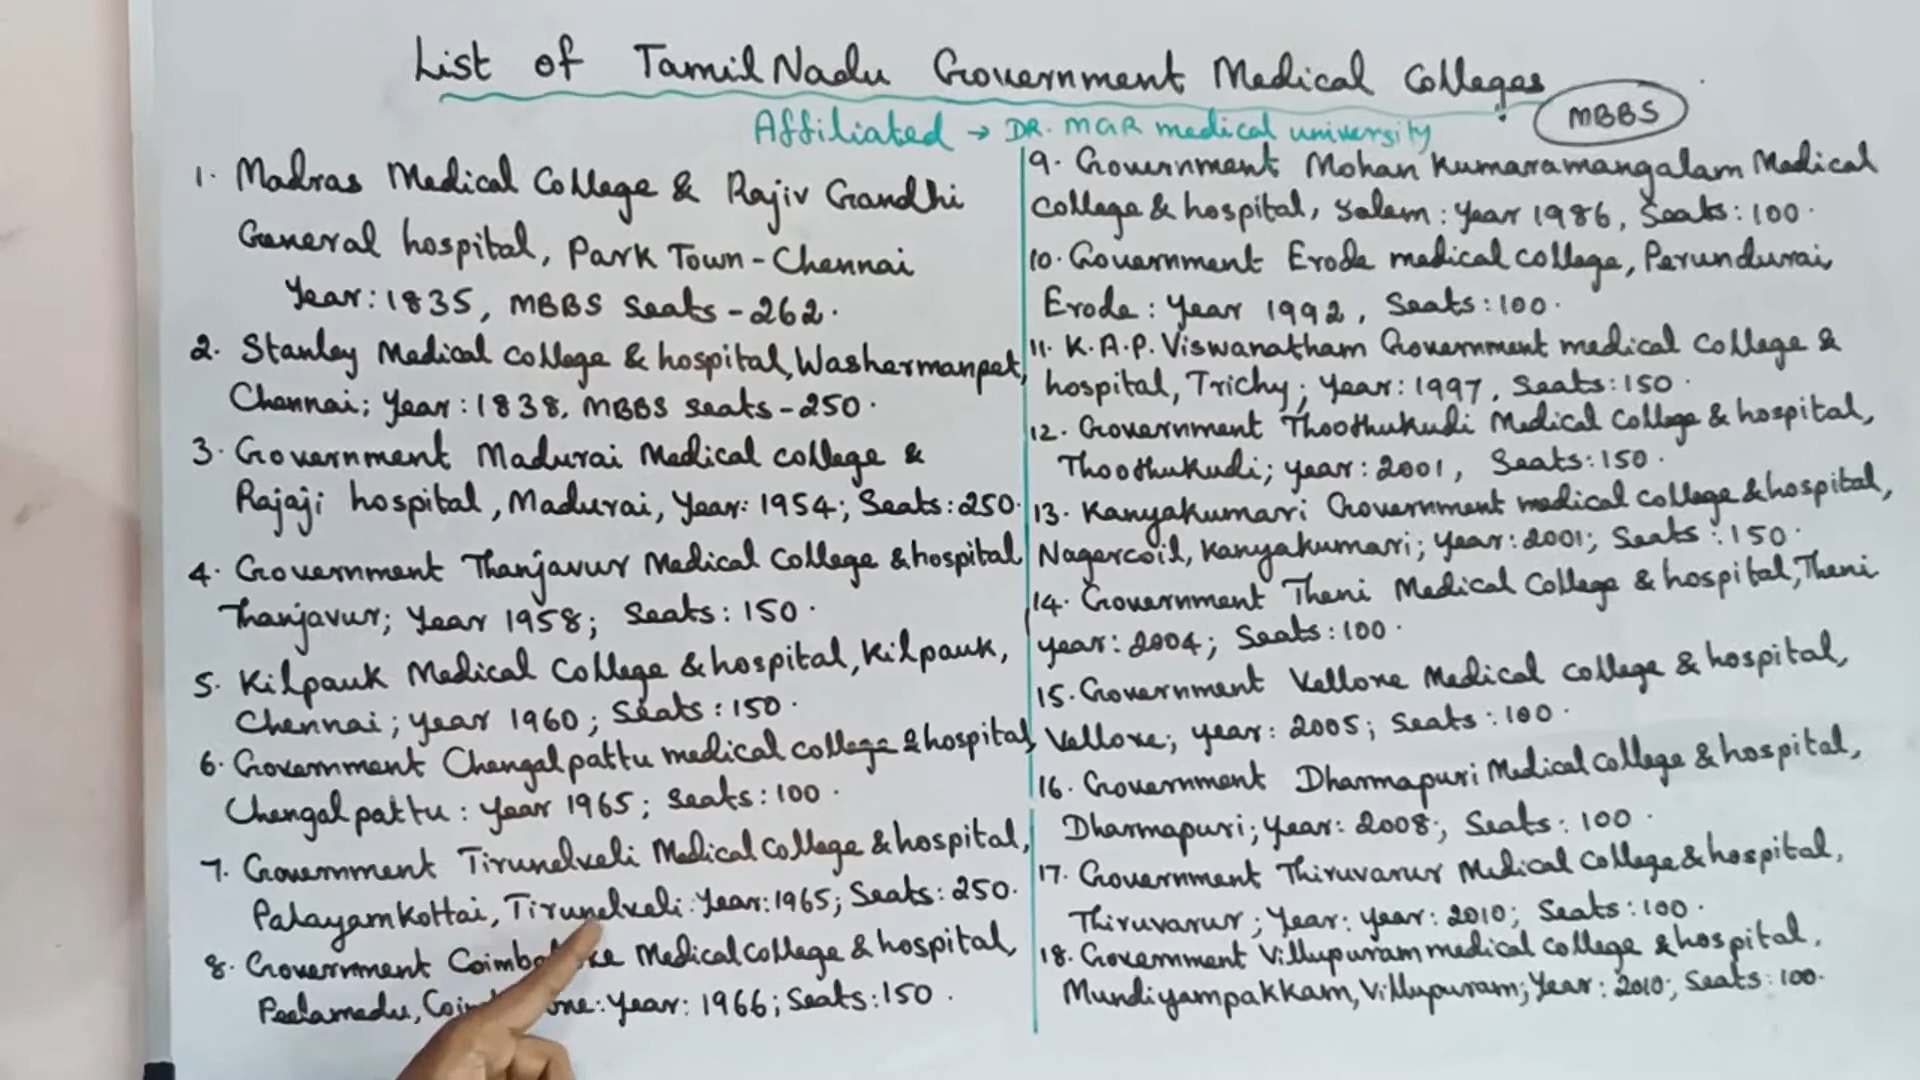 List of Tamil Nadu Government Medical Colleges
MBBS
Affiliated → DR. MGR medical university
1. Madras Medical College & Rajiv Gandhi
General hospital, Park Town - Chennai
Year: 1835, MBBS Seats - 262.
2. Stanley Medical college & hospital, Washermanpet,
Chennai; Year: 1838, MBBS seats - 250.
3. Government Madurai Medical college &
Rajaji hospital, Madurai, Year: 1954; Seats: 250.
4. Government Thanjavur Medical College & hospital
Thanjavur; Year 1958; Seats: 150.
5. Kilpauk Medical College & hospital, Kilpauk,
Chennai; year 1960; Seats: 150.
6. Government Chengalpattu medical college & hospital,
Chengalpattu: year 1965; Seats: 100.
7. Government Tirunelveli Medical College & hospital,
Palayamkottai, Tirunelveli: Year: 1965; Seats: 250.
8. Government Medical college & hospital,
Peelamedu, : Year: 1966; Seats: 150.
9. Government Mohan Kumaramangalam Medical
College & hospital, Salem: Year 1986, Seats: 100.
10. Government Erode medical college, Perundurai,
Erode: Year 1992, Seats: 100.
11. K.A.P. Viswanatham Government medical college &
hospital, Trichy; Year: 1997, Seats: 150.
12. Government Thoothukudi Medical College & hospital,
Thoothukudi; year: 2001, Seats: 150.
13. Kanyakumari Government medical college & hospital,
Nagercoil, Kanyakumari; year: 2001; Seats: 150.
14. Government Theni Medical College & hospital, Theni
year: 2004; Seats: 100.
15. Government Vellore Medical College & hospital,
Vellore; year: 2005; Seats: 100.
16. Government Dharmapuri Medical College & hospital,
Dharmapuri; Year: 2008; Seats: 100.
17. Government Thiruvarur Medical College & hospital,
Thiruvarur; Year: year: 2010; Seats: 100.
18. Government Villupuram medical college & hospital,
Mundiyampakkam, Villupuram; Year: 2010; Seats: 100.